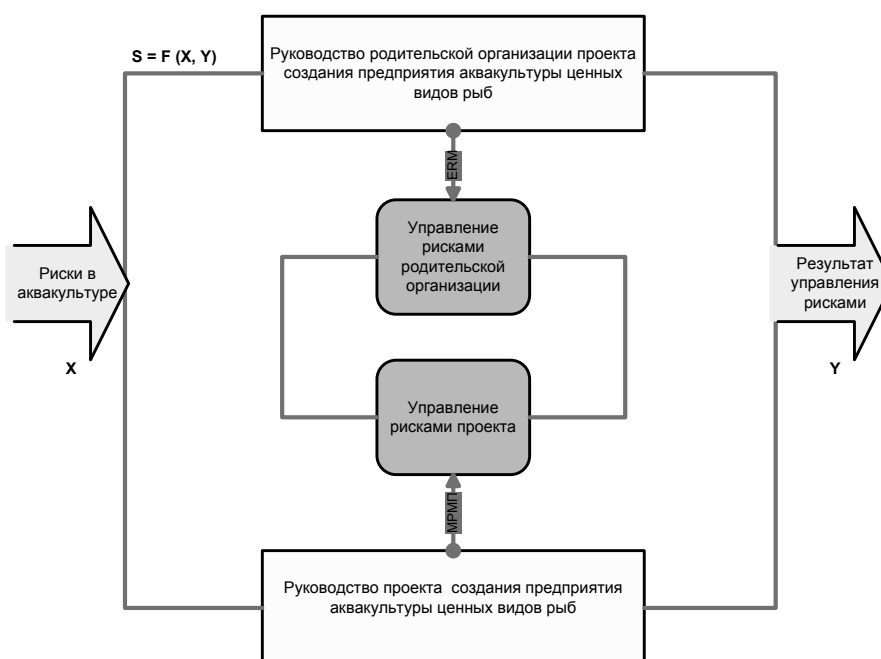 S = F (X, Y)
Руководство родительской организации проекта
создания предприятия аквакультуры ценных
видов рыб
ERM
Управление
рисками
родительской
организации
Риски в
аквакультуре
X
Результат
управления
рисками
Y
Управление
рисками проекта
МРМП
Руководство проекта создания предприятия
аквакультуры ценных видов рыб